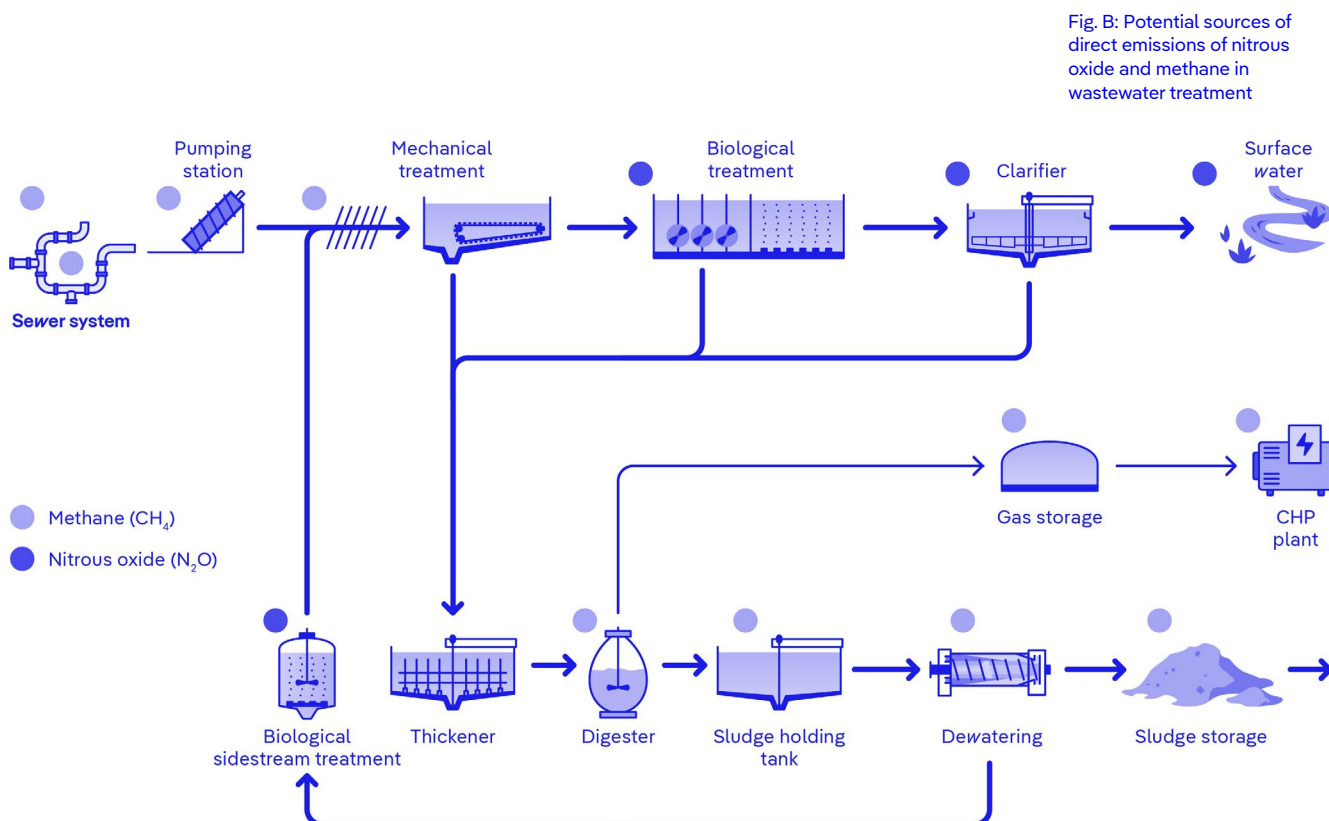 Fig. B: Potential sources of
direct emissions of nitrous
oxide and methane in
wastewater treatment
Pumping
station
Mechanical
treatment
Biological
treatment
Clarifier
Surface
water
Sewer system
Gas storage
CHP
plant
Methane (CH₄)
Nitrous oxide (N₂O)
Biological
sidestream treatment
Thickener
Digester
Sludge holding
tank
Dewatering
Sludge storage